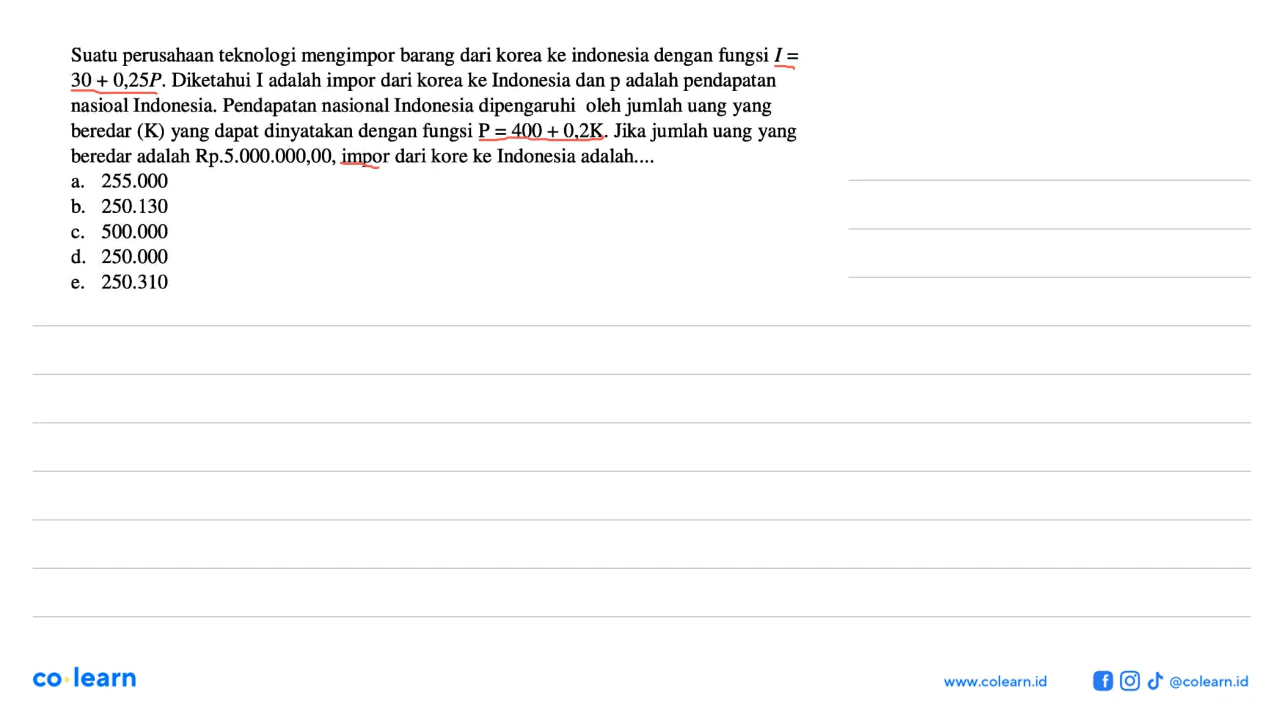 Suatu perusahaan teknologi mengimpor barang dari korea ke indonesia dengan fungsi I =
30 + 0,25P. Diketahui I adalah impor dari korea ke Indonesia dan p adalah pendapatan
nasioal Indonesia. Pendapatan nasional Indonesia dipengaruhi oleh jumlah uang yang
beredar (K) yang dapat dinyatakan dengan fungsi P = 400 + 0,2K. Jika jumlah uang yang
beredar adalah Rp.5.000.000,00, impor dari kore ke Indonesia adalah....
a. 255.000
b. 250.130
c. 500.000
d. 250.000
e. 250.310
co learn
www.colearn.id
@colearn.id